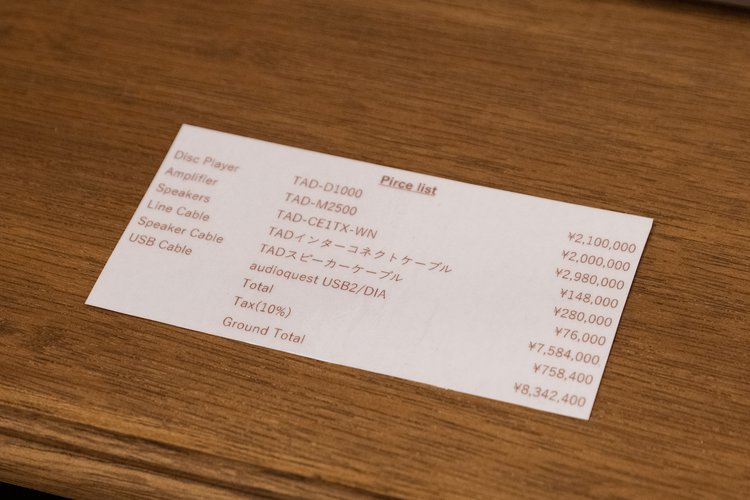 Pirce list
Disc Player TAD-D1000 ¥2,100,000
Amplifier TAD-M2500 ¥2,000,000
Speakers TAD-CE1TX-WN ¥2,980,000
Line Cable TADインターコネクトケーブル ¥148,000
Speaker Cable TADスピーカーケーブル ¥280,000
USB Cable audioquest USB2/DIA ¥76,000
Total ¥7,584,000
Tax(10%) ¥758,400
Ground Total ¥8,342,400